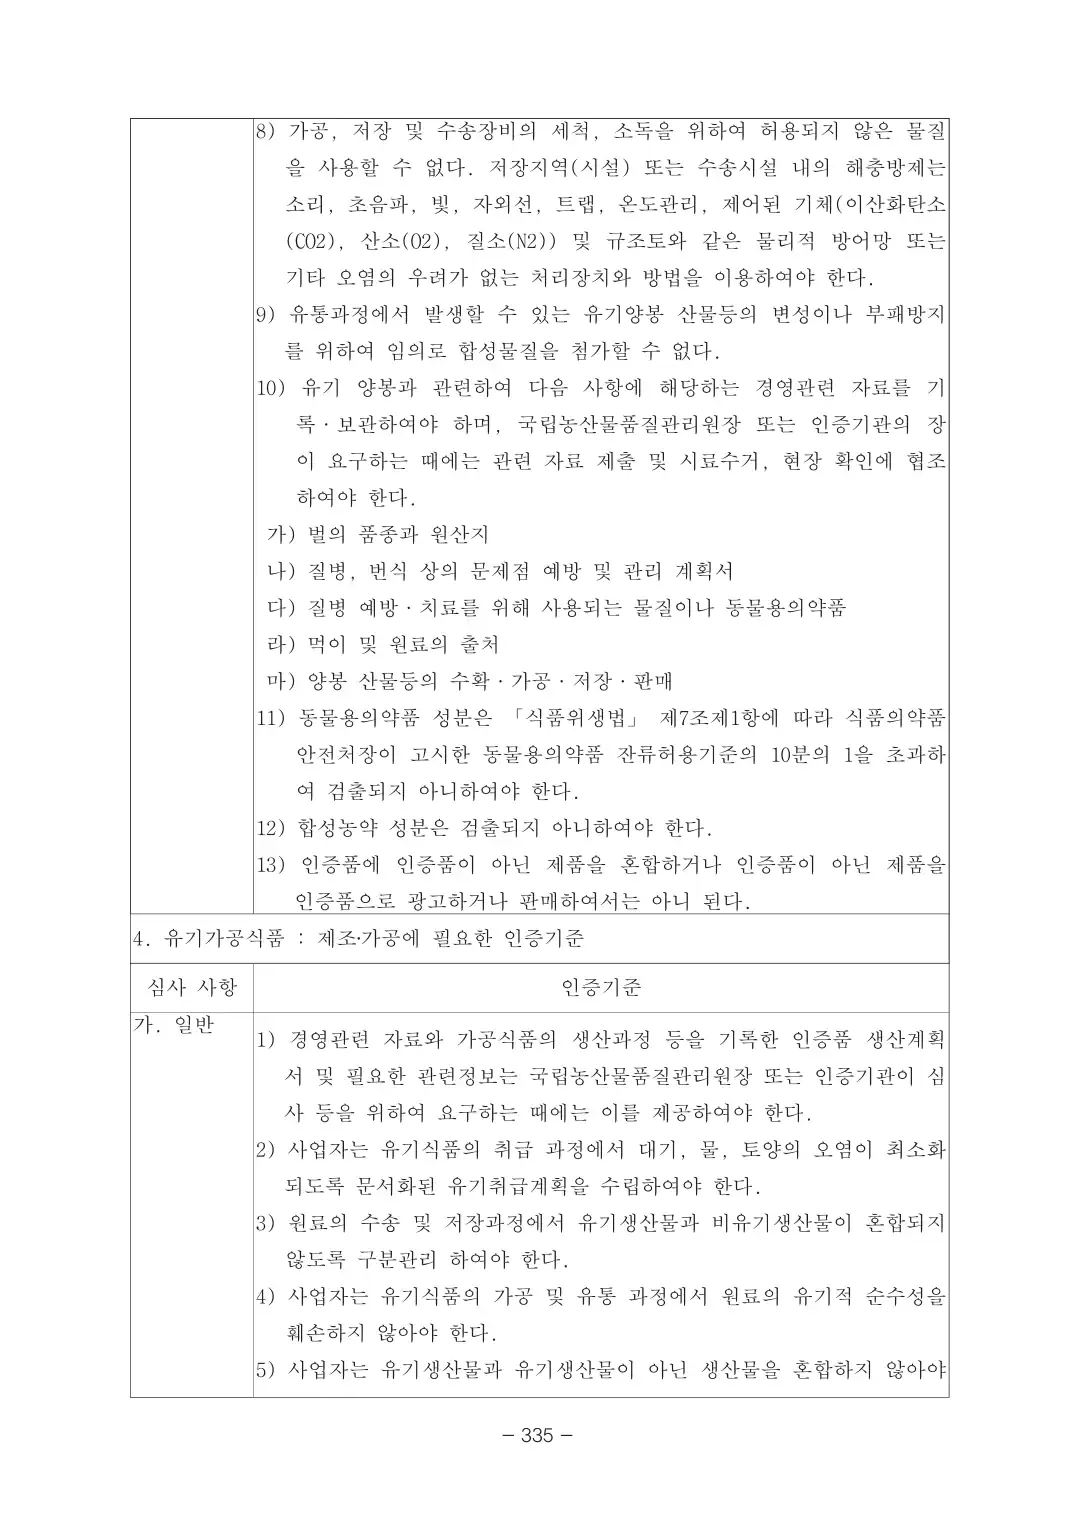 8) 가공, 저장 및 수송장비의 세척, 소독을 위하여 허용되지 않은 물질
을 사용할 수 없다. 저장지역(시설) 또는 수송시설 내의 해충방제는
소리, 초음파, 빛, 자외선, 트랩, 온도관리, 제어된 기체(이산화탄소
(CO2), 산소(O2), 질소(N2)) 및 규조토와 같은 물리적 방어망 또는
기타 오염의 우려가 없는 처리장치와 방법을 이용하여야 한다.
9) 유통과정에서 발생할 수 있는 유기양봉 산물등의 변성이나 부패방지
를 위하여 임의로 합성물질을 첨가할 수 없다.
10) 유기 양봉과 관련하여 다음 사항에 해당하는 경영관련 자료를 기
록·보관하여야 하며, 국립농산물품질관리원장 또는 인증기관의 장
이 요구하는 때에는 관련 자료 제출 및 시료수거, 현장 확인에 협조
하여야 한다.
가) 벌의 품종과 원산지
나) 질병, 번식 상의 문제점 예방 및 관리 계획서
다) 질병 예방·치료를 위해 사용되는 물질이나 동물용의약품
라) 먹이 및 원료의 출처
마) 양봉 산물등의 수확·가공·저장·판매
11) 동물용의약품 성분은 「식품위생법」 제7조제1항에 따라 식품의약품
안전처장이 고시한 동물용의약품 잔류허용기준의 10분의 1을 초과하
여 검출되지 아니하여야 한다.
12) 합성농약 성분은 검출되지 아니하여야 한다.
13) 인증품에 인증품이 아닌 제품을 혼합하거나 인증품이 아닌 제품을
인증품으로 광고하거나 판매하여서는 아니 된다.
4. 유기가공식품 : 제조·가공에 필요한 인증기준
심사 사항 인증기준
가. 일반
1) 경영관련 자료와 가공식품의 생산과정 등을 기록한 인증품 생산계획
서 및 필요한 관련정보는 국립농산물품질관리원장 또는 인증기관이 심
사 등을 위하여 요구하는 때에는 이를 제공하여야 한다.
2) 사업자는 유기식품의 취급 과정에서 대기, 물, 토양의 오염이 최소화
되도록 문서화된 유기취급계획을 수립하여야 한다.
3) 원료의 수송 및 저장과정에서 유기생산물과 비유기생산물이 혼합되지
않도록 구분관리 하여야 한다.
4) 사업자는 유기식품의 가공 및 유통 과정에서 원료의 유기적 순수성을
훼손하지 않아야 한다.
5) 사업자는 유기생산물과 유기생산물이 아닌 생산물을 혼합하지 않아야
- 335 -